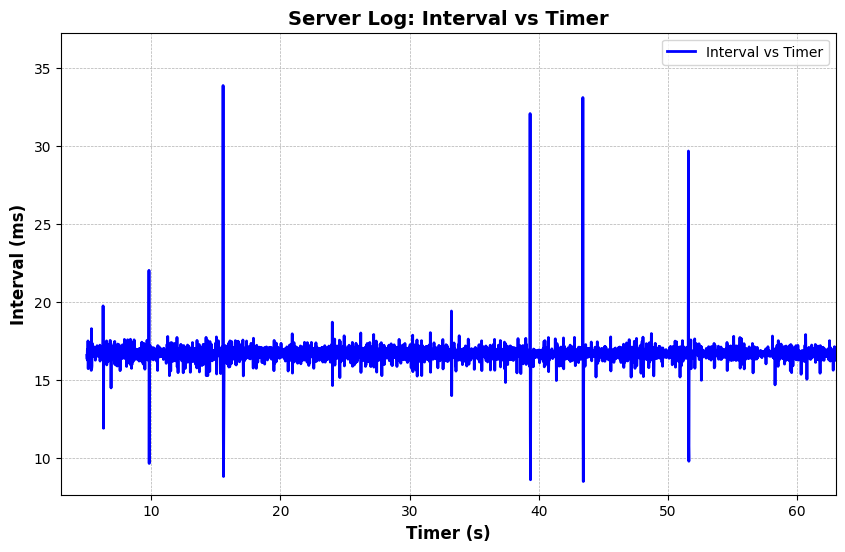 Server Log: Interval vs Timer
Interval vs Timer
35
30
25
20
15
10
Interval (ms)
10 20 30 40 50 60
Timer (s)